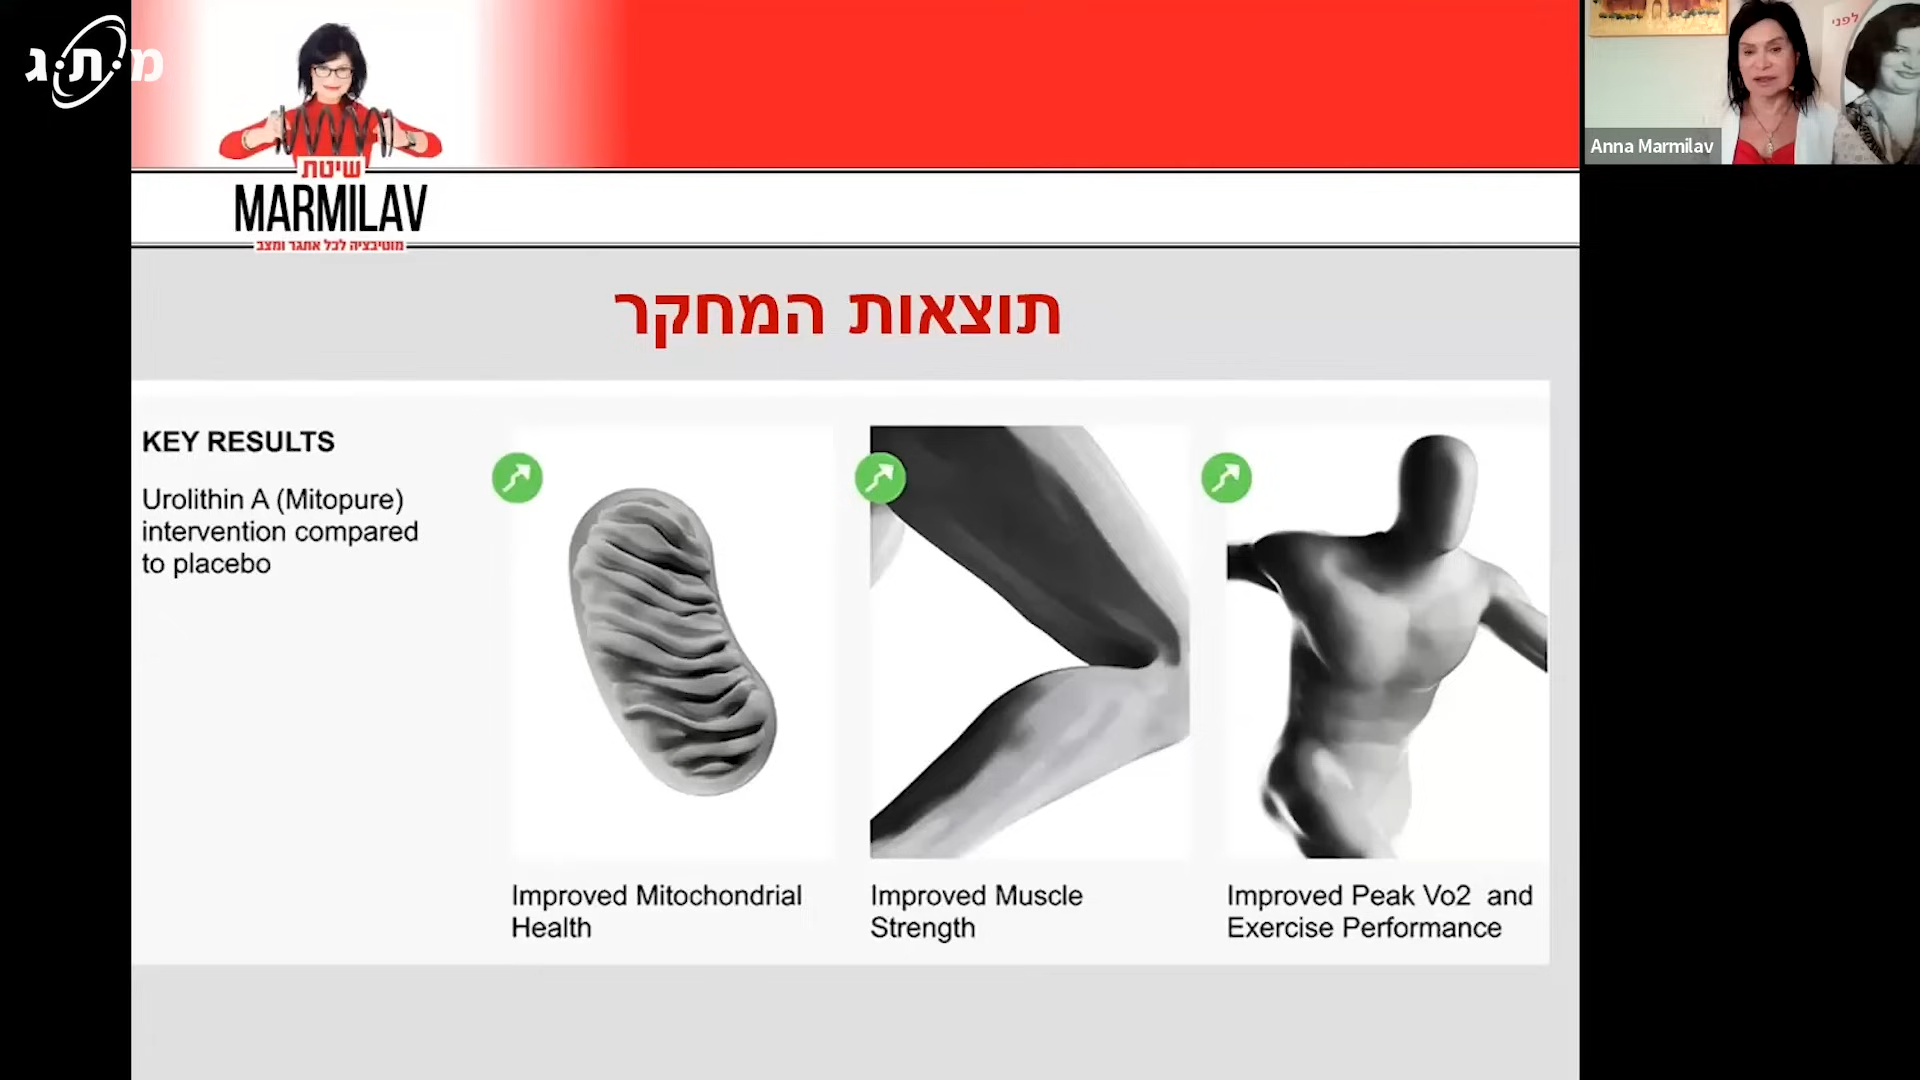 מ.ת.ג
שיטת
MARMILAV
מוטיבציה לכל אתגר ומצב
לפני
Anna Marmilav
תוצאות המחקר
KEY RESULTS
Urolithin A (Mitopure)
intervention compared
to placebo
Improved Mitochondrial
Health
Improved Muscle
Strength
Improved Peak Vo2 and
Exercise Performance